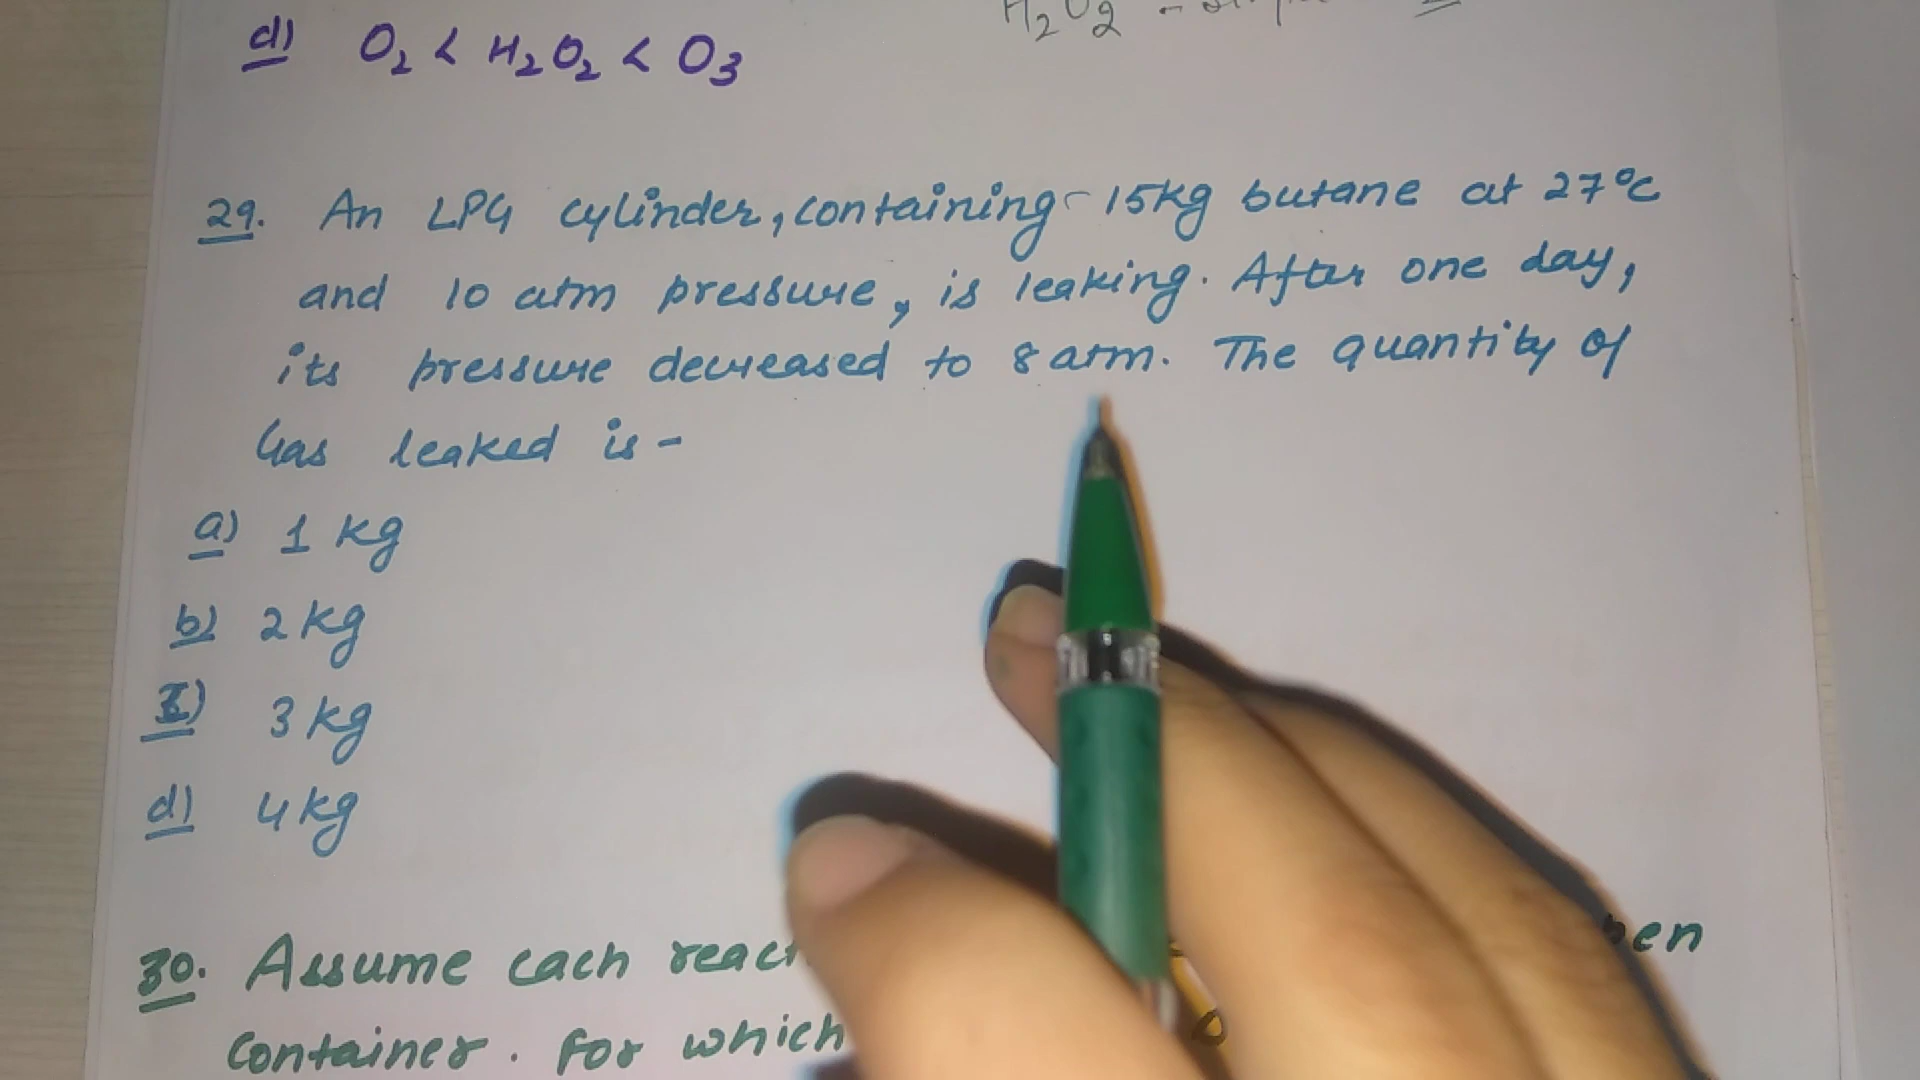 d) O₂ < H₂O₂ < O₃
H₂O₂
29. An LPG cylinder, containing 15kg butane at 27°C
and 10 atm pressure, is leaking. After one day,
its pressure decreased to 8 atm. The quantity of
Gas leaked is -
a) 1 kg
b) 2 kg
3 kg
d) 4 kg
30. Assume each
container. for which